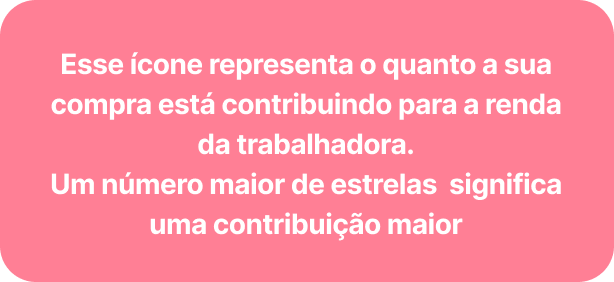 Esse ícone representa o quanto a sua
compra está contribuindo para a renda
da trabalhadora.
Um número maior de estrelas  significa
uma contribuição maior